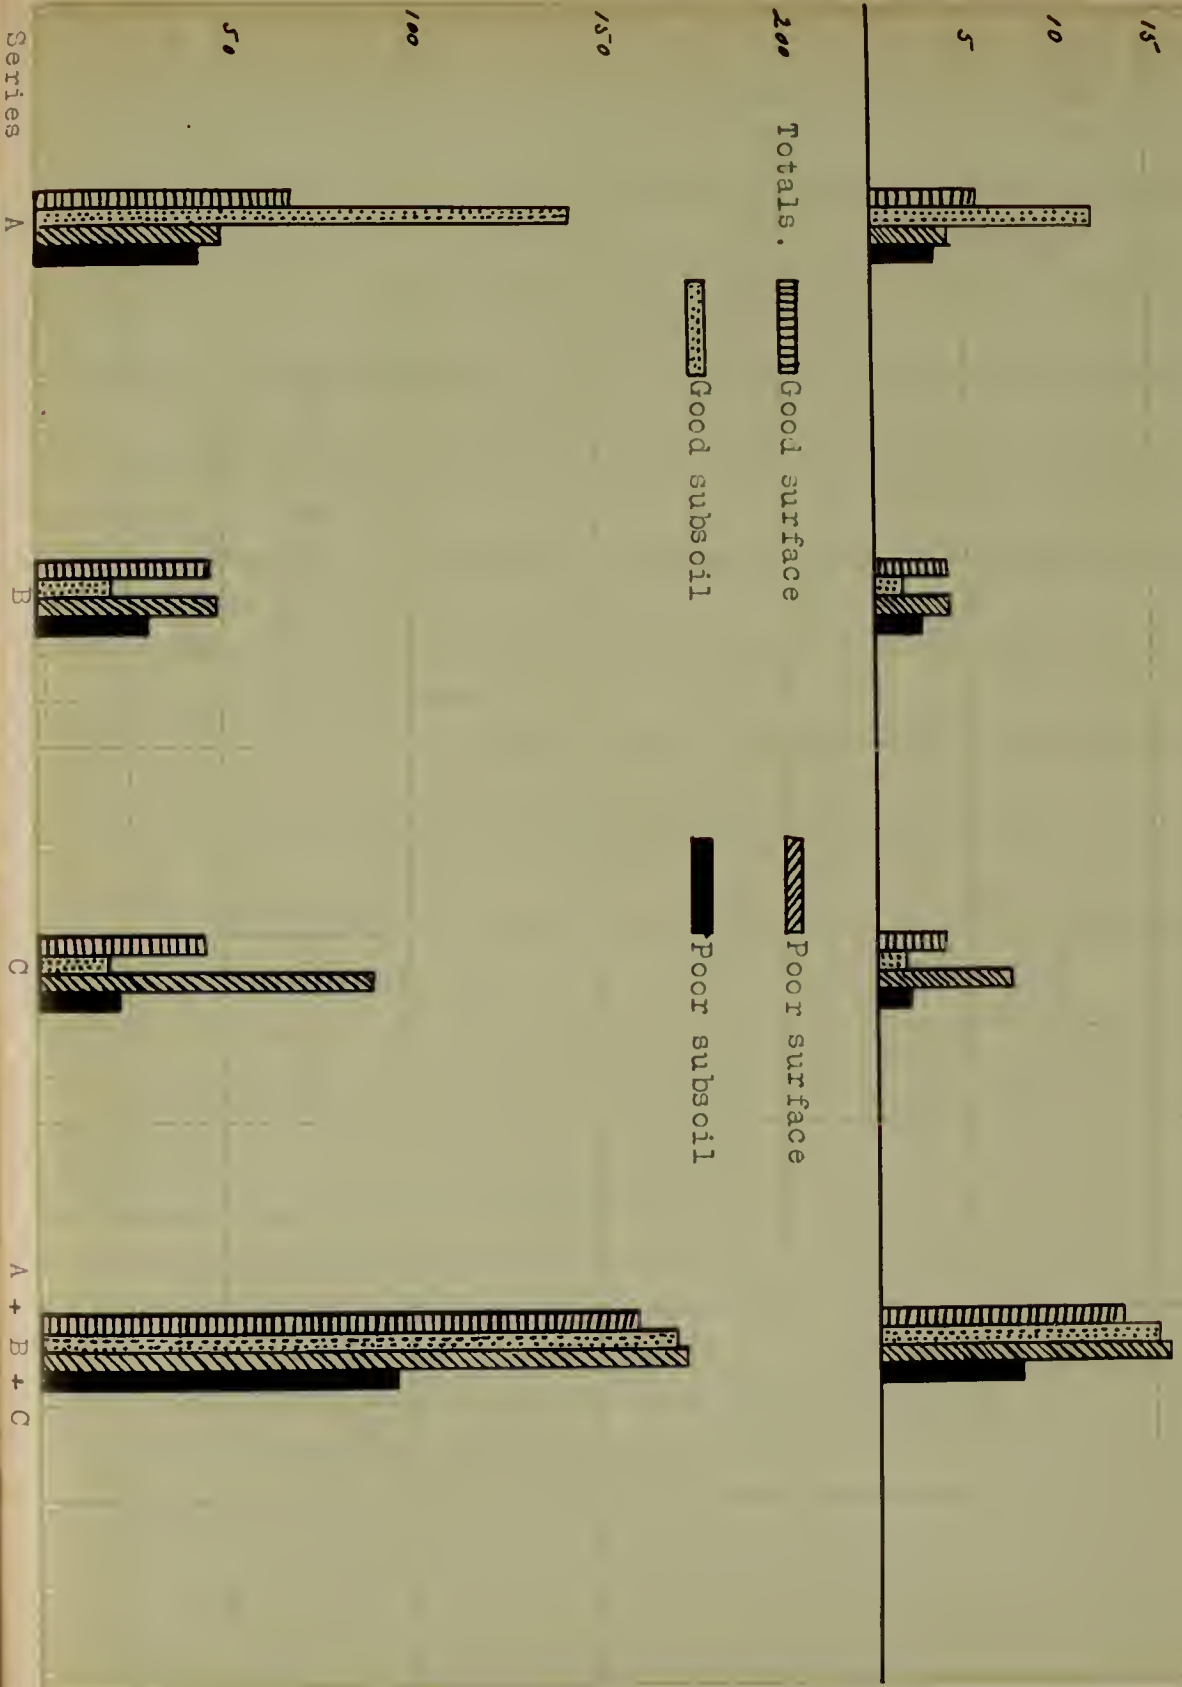 15
10
5
200
Totals.
Good surface
Poor surface
Good subsoil
Poor subsoil
150
100
50
Series A B C A + B + C